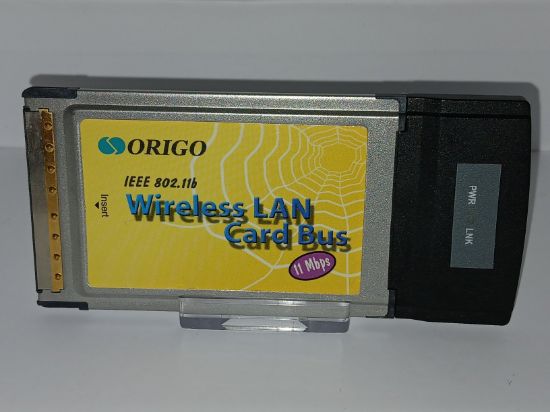 ORIGO
IEEE 802.11b
Insert
Wireless LAN
Card Bus
11 Mbps
PWR LNK